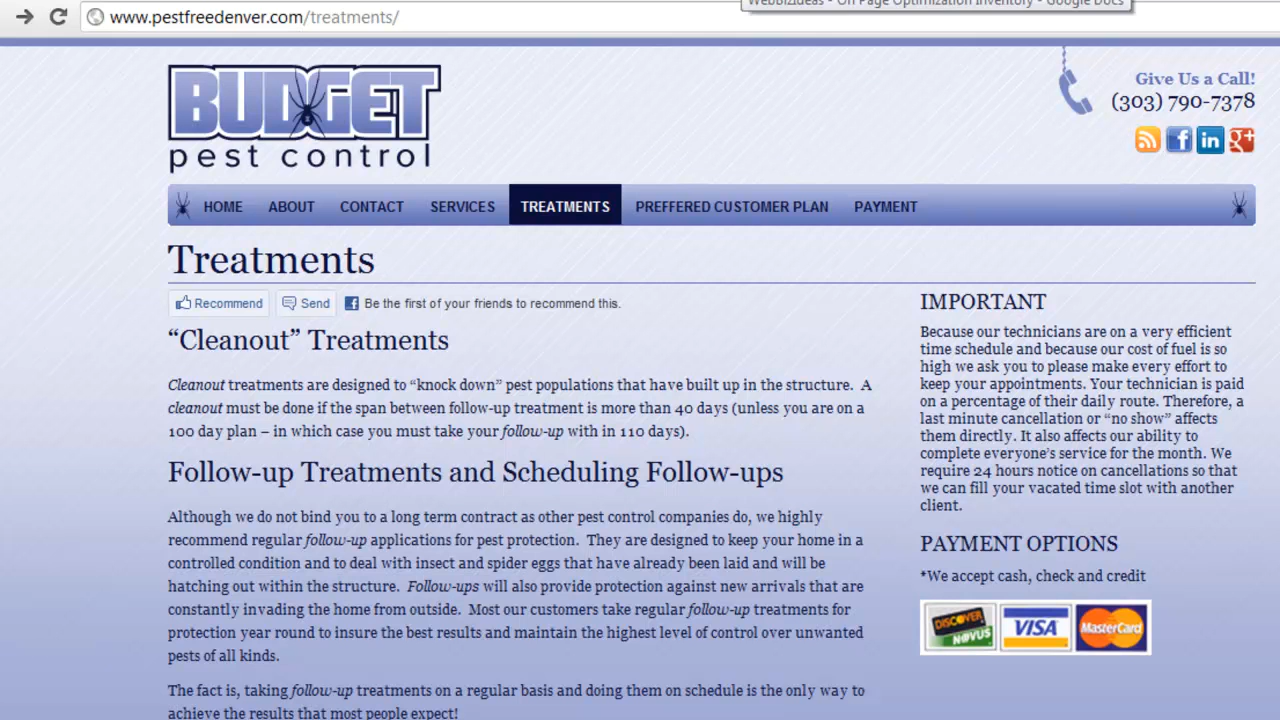 WebBizIdeas - On Page Optimization Inventory - Google Docs
www.pestfreedenver.com/treatments/
BUDGET
pest control
Give Us a Call!
(303) 790-7378
HOME ABOUT CONTACT SERVICES TREATMENTS PREFFERED CUSTOMER PLAN PAYMENT
Treatments
Recommend Send Be the first of your friends to recommend this.
“Cleanout” Treatments
Cleanout treatments are designed to “knock down” pest populations that have built up in the structure. A
cleanout must be done if the span between follow-up treatment is more than 40 days (unless you are on a
100 day plan – in which case you must take your follow-up with in 110 days).
Follow-up Treatments and Scheduling Follow-ups
Although we do not bind you to a long term contract as other pest control companies do, we highly
recommend regular follow-up applications for pest protection. They are designed to keep your home in a
controlled condition and to deal with insect and spider eggs that have already been laid and will be
hatching out within the structure. Follow-ups will also provide protection against new arrivals that are
constantly invading the home from outside. Most our customers take regular follow-up treatments for
protection year round to insure the best results and maintain the highest level of control over unwanted
pests of all kinds.
The fact is, taking follow-up treatments on a regular basis and doing them on schedule is the only way to
achieve the results that most people expect!
IMPORTANT
Because our technicians are on a very efficient
time schedule and because our cost of fuel is so
high we ask you to please make every effort to
keep your appointments. Your technician is paid
on a percentage of their daily route. Therefore, a
last minute cancellation or “no show” affects
them directly. It also affects our ability to
complete everyone’s service for the month. We
require 24 hours notice on cancellations so that
we can fill your vacated time slot with another
client.
PAYMENT OPTIONS
*We accept cash, check and credit
DISCOVER
NOVUS
VISA
MasterCard